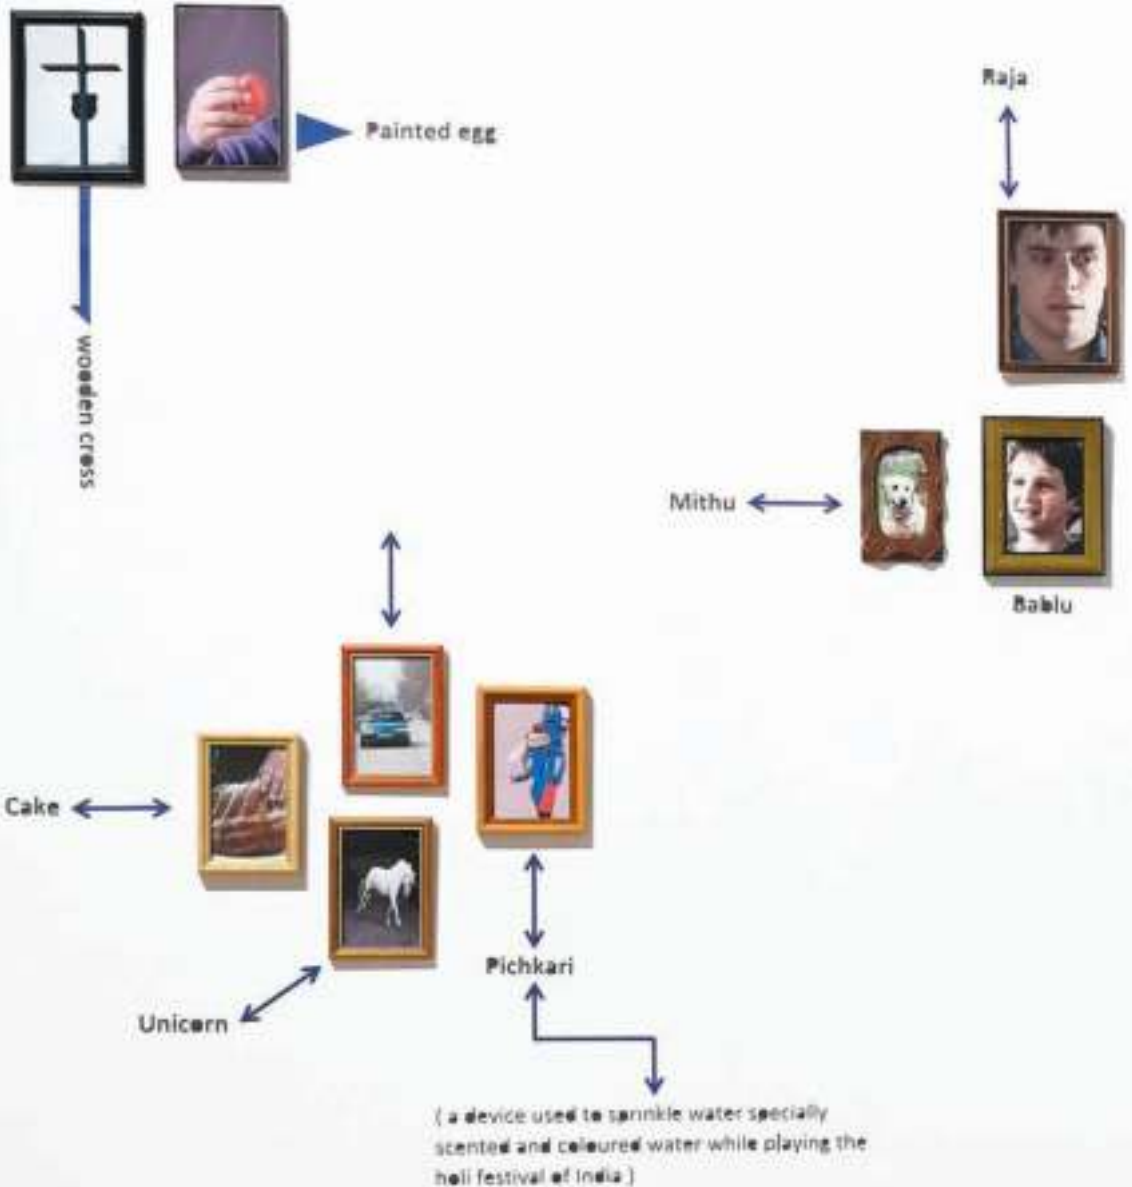 Painted egg
Raja
wooden cross
Mithu
Bablu
Cake
Pichkari
Unicorn
( a device used to sprinkle water specially
scented and coloured water while playing the
holi festival of India )